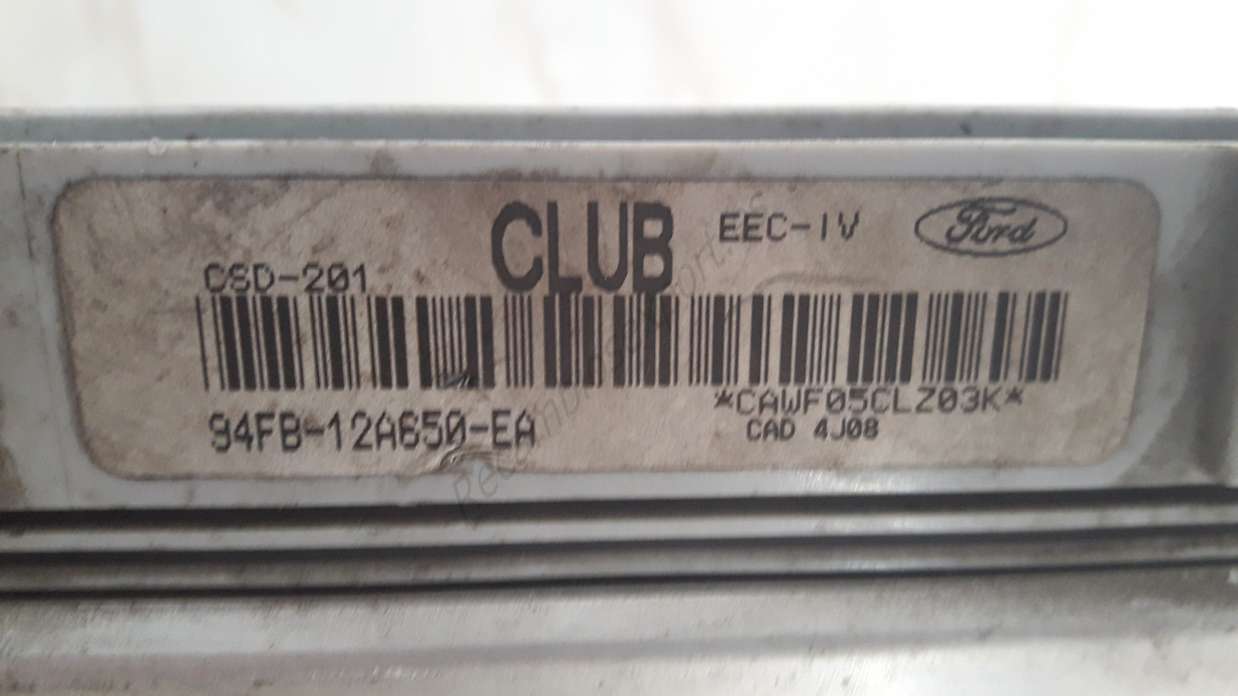 CLUB EEC-IV Ford
CSD-201
94FB-12A650-EA
*CAWF05CLZ03K*
CAD 4J08